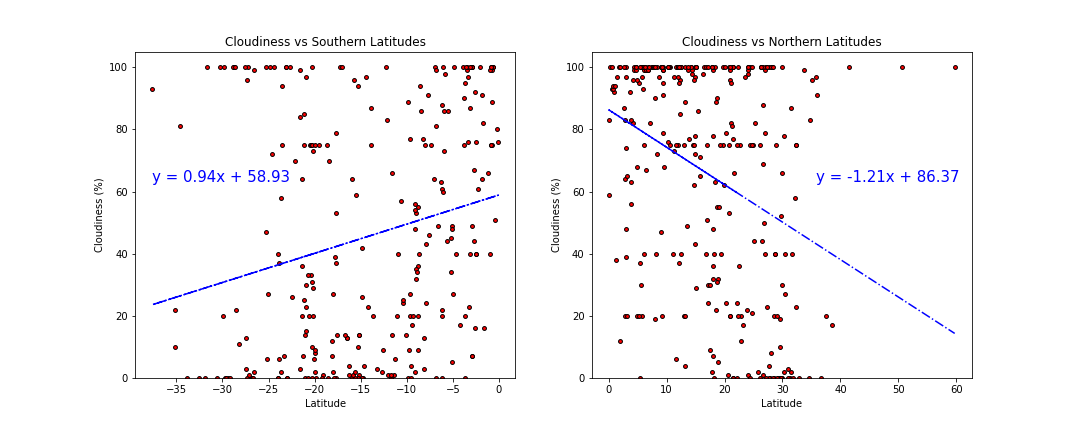 Cloudiness vs Southern Latitudes
100
80
60
40
20
0
Cloudiness (%)
y = 0.94x + 58.93
−35 −30 −25 −20 −15 −10 −5 0
Latitude
Cloudiness vs Northern Latitudes
100
80
60
40
20
0
Cloudiness (%)
y = -1.21x + 86.37
0 10 20 30 40 50 60
Latitude